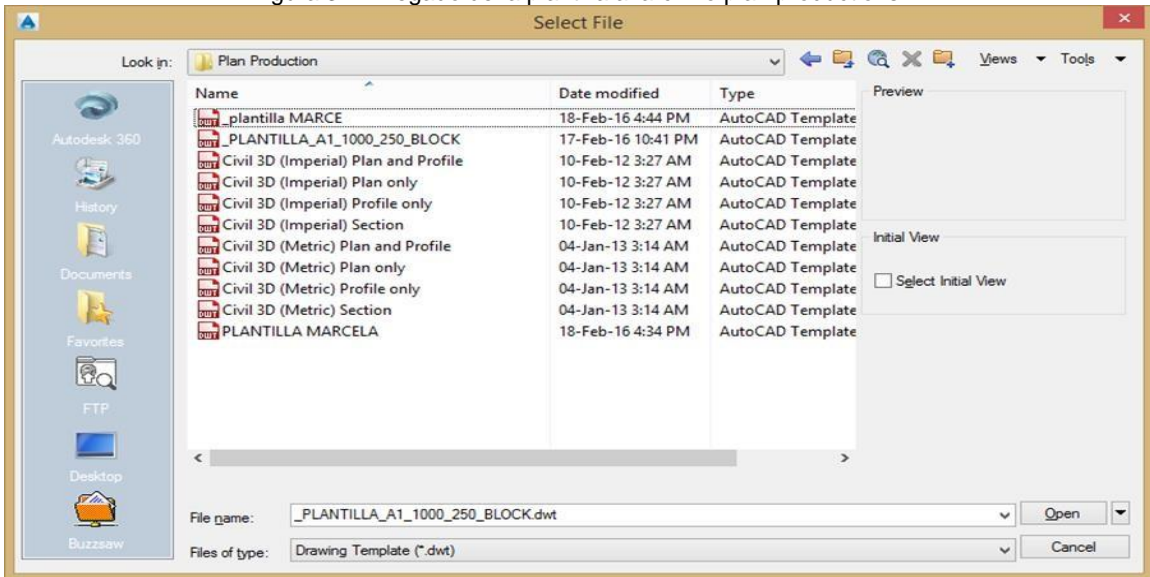 Select File
Look in: Plan Production Views Tools
Name Date modified Type
_plantilla MARCE 18-Feb-16 4:44 PM AutoCAD Template
_PLANTILLA_A1_1000_250_BLOCK 17-Feb-16 10:41 PM AutoCAD Template
Civil 3D (Imperial) Plan and Profile 10-Feb-12 3:27 AM AutoCAD Template
Civil 3D (Imperial) Plan only 10-Feb-12 3:27 AM AutoCAD Template
Civil 3D (Imperial) Profile only 10-Feb-12 3:27 AM AutoCAD Template
Civil 3D (Imperial) Section 10-Feb-12 3:27 AM AutoCAD Template
Civil 3D (Metric) Plan and Profile 04-Jan-13 3:14 AM AutoCAD Template
Civil 3D (Metric) Plan only 04-Jan-13 3:14 AM AutoCAD Template
Civil 3D (Metric) Profile only 04-Jan-13 3:14 AM AutoCAD Template
Civil 3D (Metric) Section 04-Jan-13 3:14 AM AutoCAD Template
PLANTILLA MARCELA 18-Feb-16 4:34 PM AutoCAD Template
Autodesk 360
History
Documents
Favorites
FTP
Desktop
Buzzsaw
Preview
Initial View
Select Initial View
File name: _PLANTILLA_A1_1000_250_BLOCK.dwt Open
Files of type: Drawing Template (*.dwt) Cancel